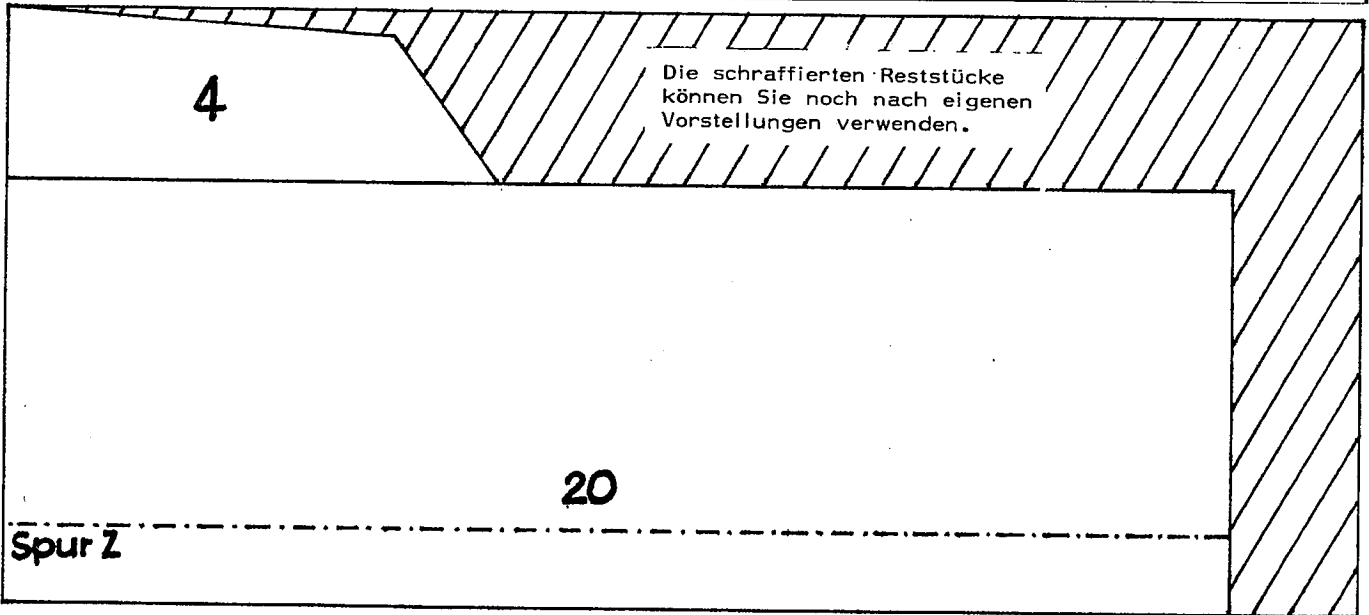 4
Die schraffierten Reststücke
können Sie noch nach eigenen
Vorstellungen verwenden.
20
Spur Z